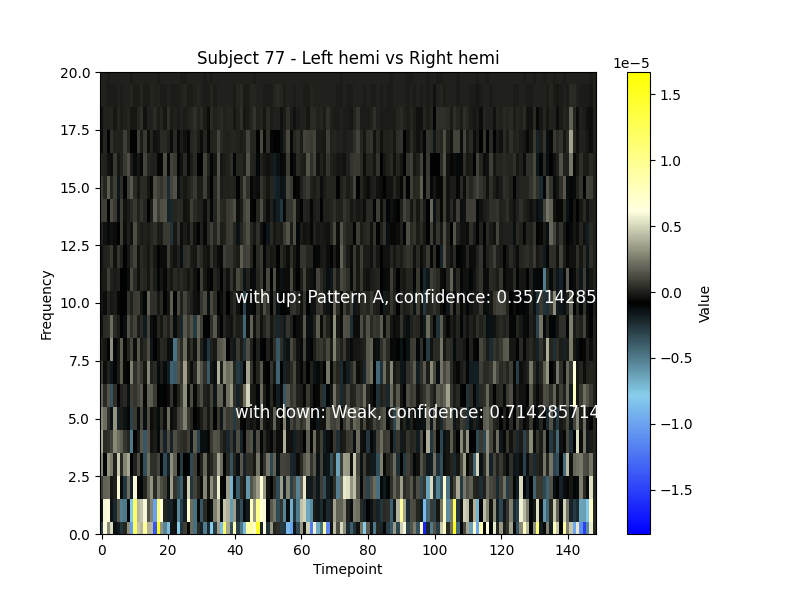 Subject 77 - Left hemi vs Right hemi
1e−5
20.0
17.5
15.0
12.5
10.0
7.5
5.0
2.5
0.0
Frequency
with up: Pattern A, confidence: 0.35714285
with down: Weak, confidence: 0.714285714
0 20 40 60 80 100 120 140
Timepoint
1.5
1.0
0.5
0.0
−0.5
−1.0
−1.5
Value